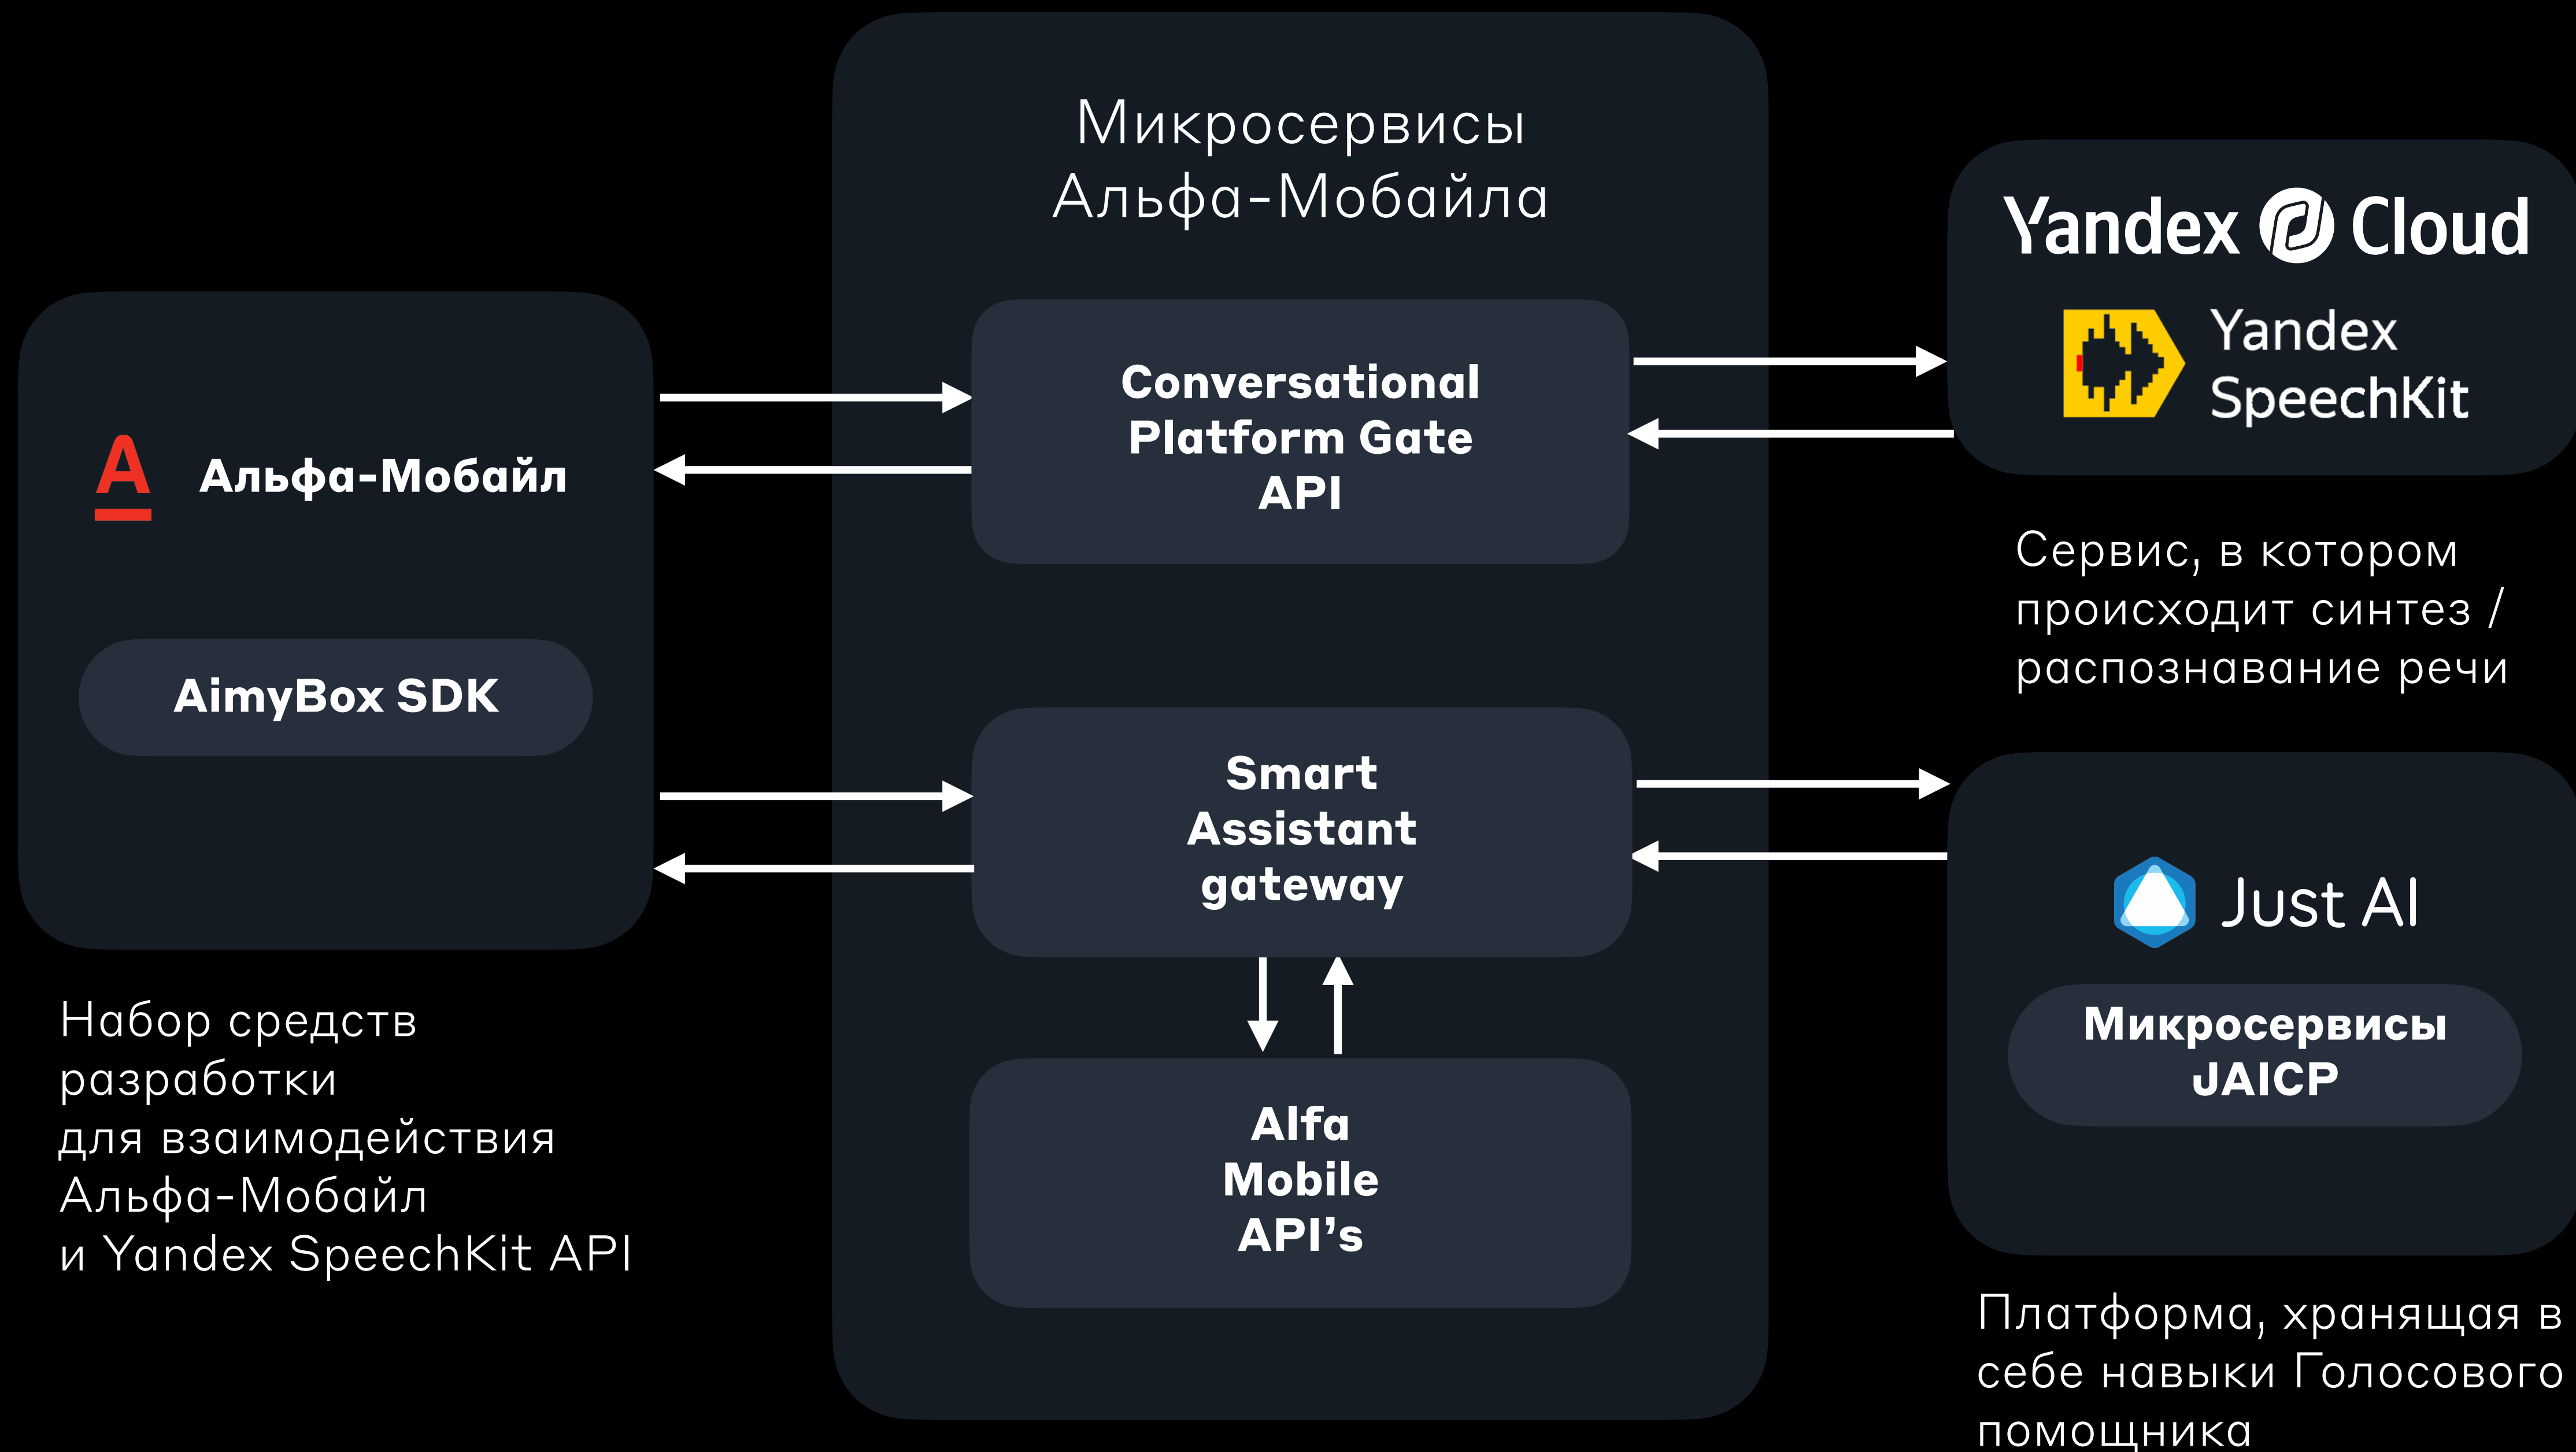 Микросервисы
Альфа-Мобайла
А Альфа-Мобайл
AimyBox SDK
Набор средств
разработки
для взаимодействия
Альфа-Мобайл
и Yandex SpeechKit API
Conversational
Platform Gate
API
Smart
Assistant
gateway
Alfa
Mobile
API’s
Yandex Cloud
Yandex
SpeechKit
Сервис, в котором
происходит синтез /
распознавание речи
Just AI
Микросервисы
JAICP
Платформа, хранящая в
себе навыки Голосового
помощника